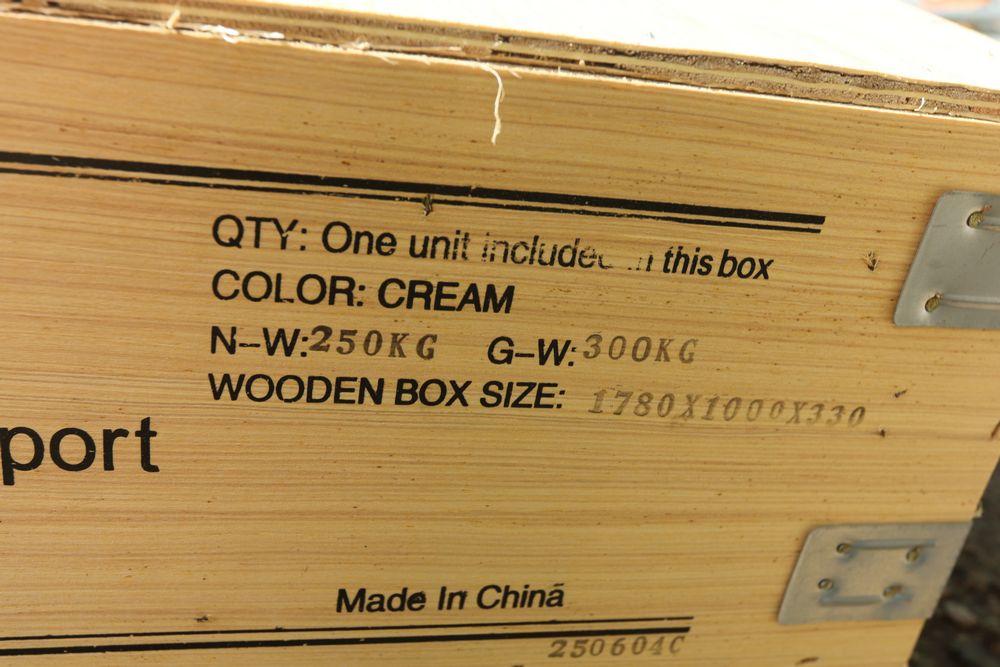 QTY: One unit included in this box
COLOR: CREAM
N-W:250KG G-W:300KG
WOODEN BOX SIZE: 1780X1000X330
port
Made In China
250604C